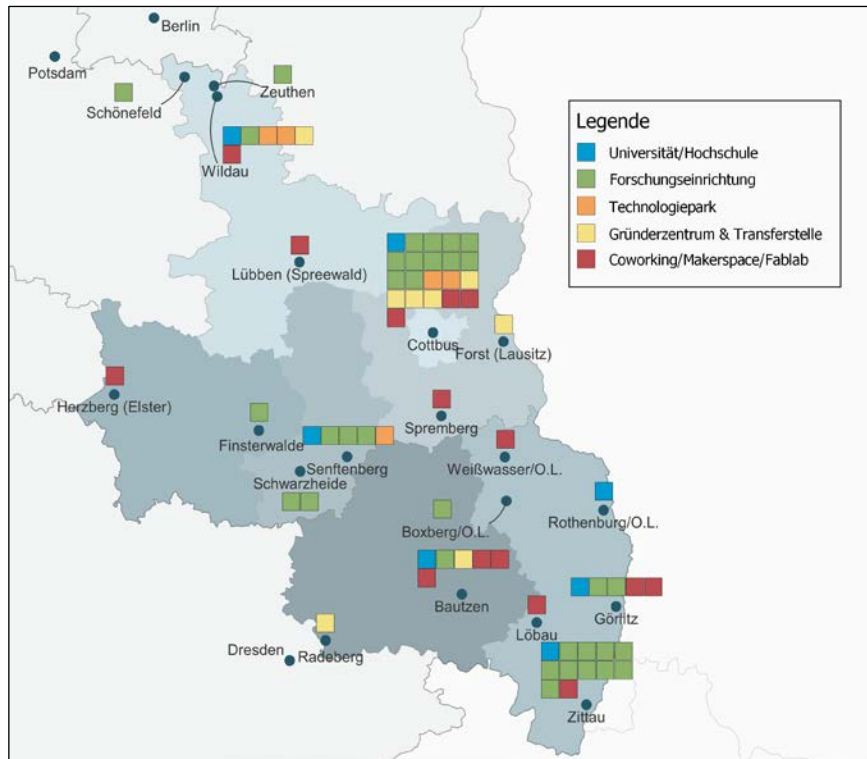 Berlin
Potsdam
Zeuthen
Schönefeld
Wildau
Legende
Universität/Hochschule
Forschungseinrichtung
Technologiepark
Gründerzentrum & Transferstelle
Coworking/Makerspace/Fablab
Lübben (Spreewald)
Cottbus
Forst (Lausitz)
Herzberg (Elster)
Spremberg
Finsterwalde
Senftenberg
Weißwasser/O.L.
Schwarzheide
Boxberg/O.L.
Rothenburg/O.L.
Bautzen
Görlitz
Löbau
Dresden
Radeberg
Zittau